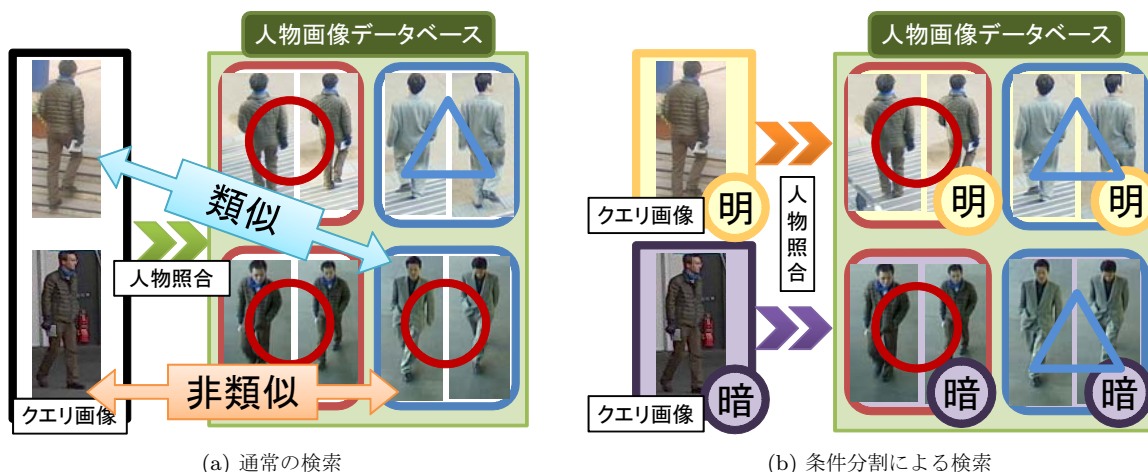 人物画像データベース
類似
人物照合
非類似
クエリ画像
(a) 通常の検索
人物画像データベース
クエリ画像
明
人物照合
明
明
クエリ画像
暗
暗
暗
(b) 条件分割による検索